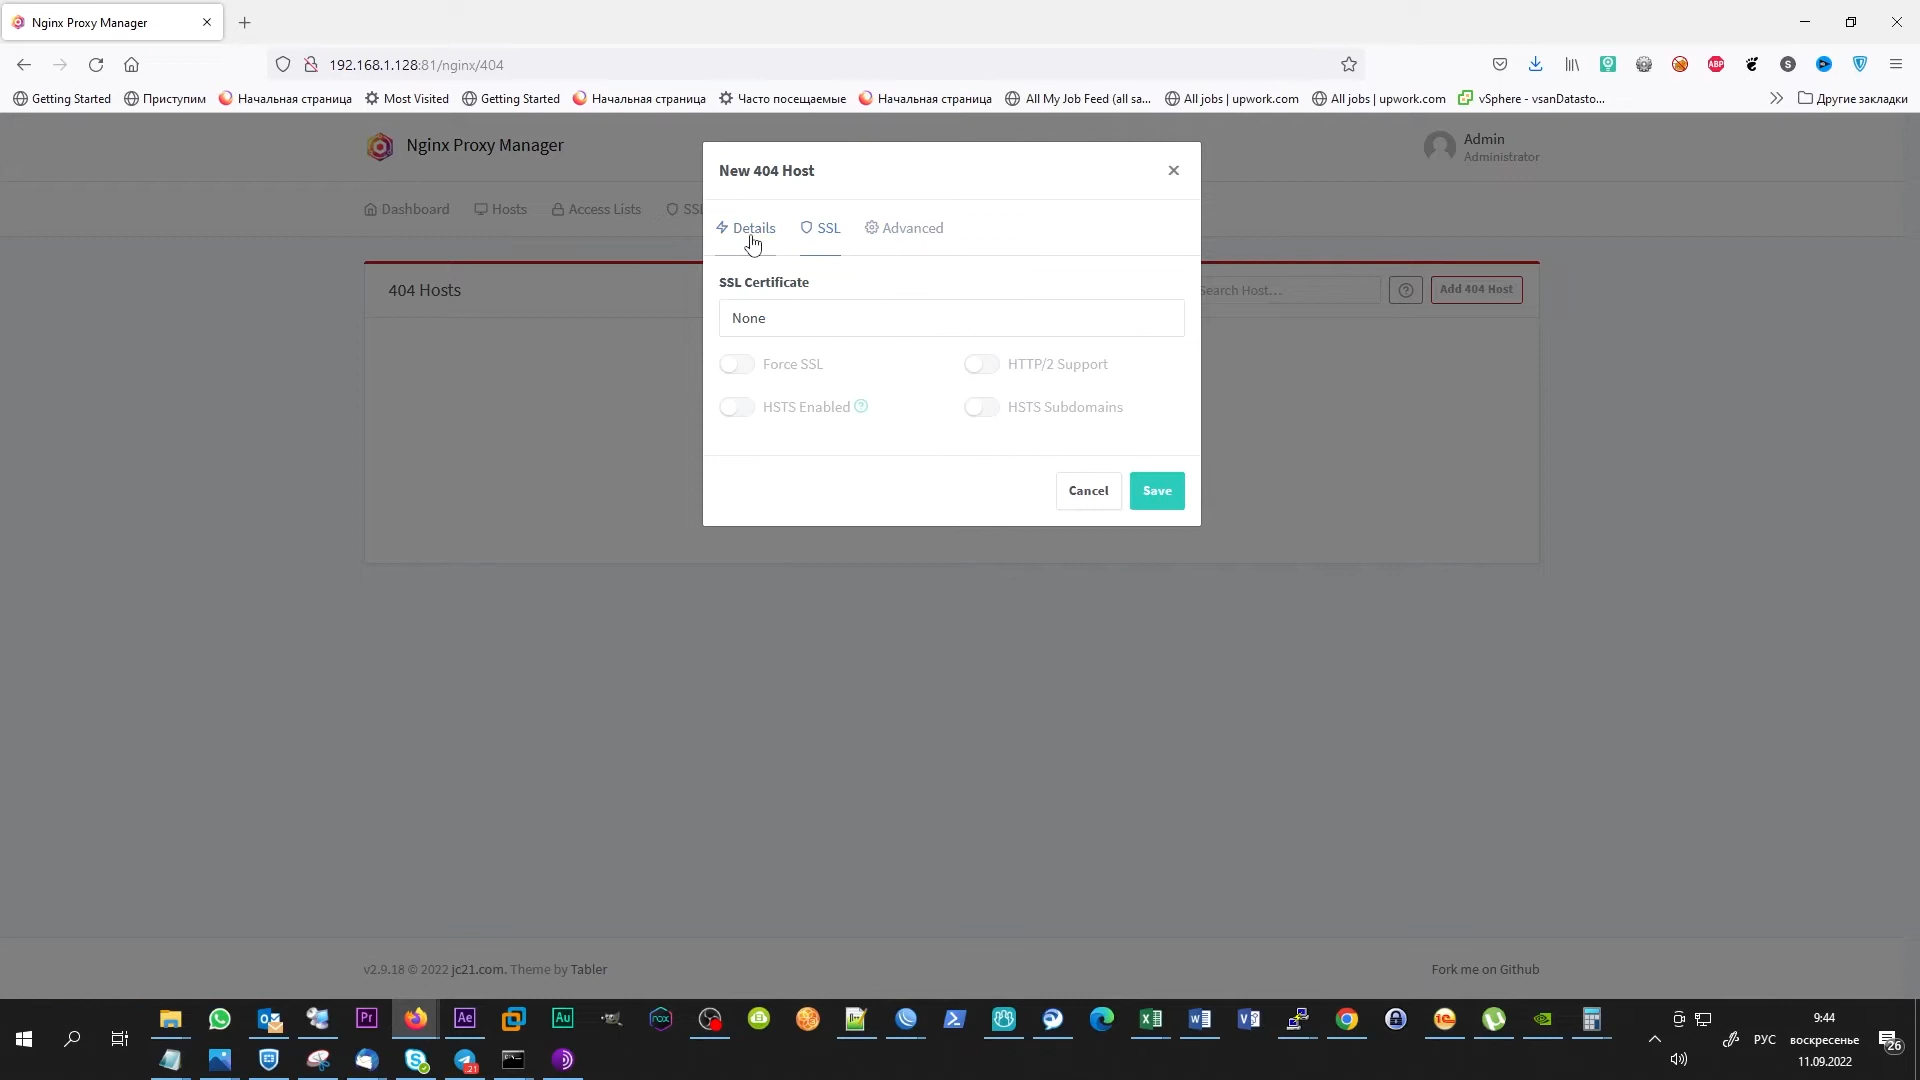 Nginx Proxy Manager
192.168.1.128:81/nginx/404
Getting Started
Приступим
Начальная страница
Most Visited
Getting Started
Начальная страница
Часто посещаемые
Начальная страница
All My Job Feed (all sa...
All jobs | upwork.com
All jobs | upwork.com
vSphere - vsanDatasto...
Другие закладки
Nginx Proxy Manager
Admin
Administrator
Dashboard
Hosts
Access Lists
SSL
New 404 Host
Details
SSL
Advanced
404 Hosts
Search Host...
Add 404 Host
SSL Certificate
None
Force SSL
HTTP/2 Support
HSTS Enabled
HSTS Subdomains
Cancel
Save
v2.9.18 © 2022 jc21.com. Theme by Tabler
Fork me on Github
РУС
9:44
воскресенье
11.09.2022
26